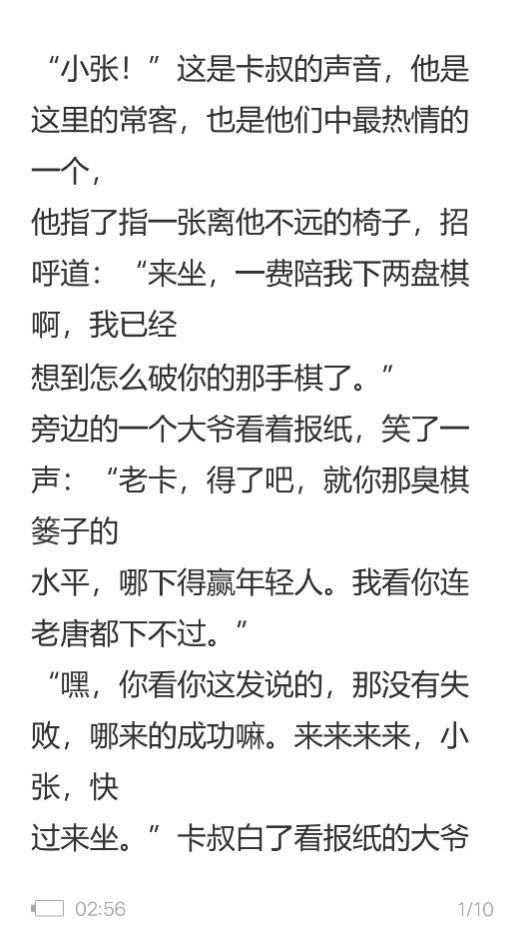 “小张！”这是卡叔的声音，他是
这里的常客，也是他们中最热情的
一个，
他指了指一张离他不远的椅子，招
呼道：“来坐，一费陪我下两盘棋
啊，我已经
想到怎么破你的那手棋了。”
旁边的一个大爷看着报纸，笑了一
声：“老卡，得了吧，就你那臭棋
篓子的
水平，哪下得赢年轻人。我看你连
老唐都下不过。”
“嘿，你看你这发说的，那没有失
败，哪来的成功嘛。来来来来，小
张，快
过来坐。”卡叔白了看报纸的大爷
02:56
1/10